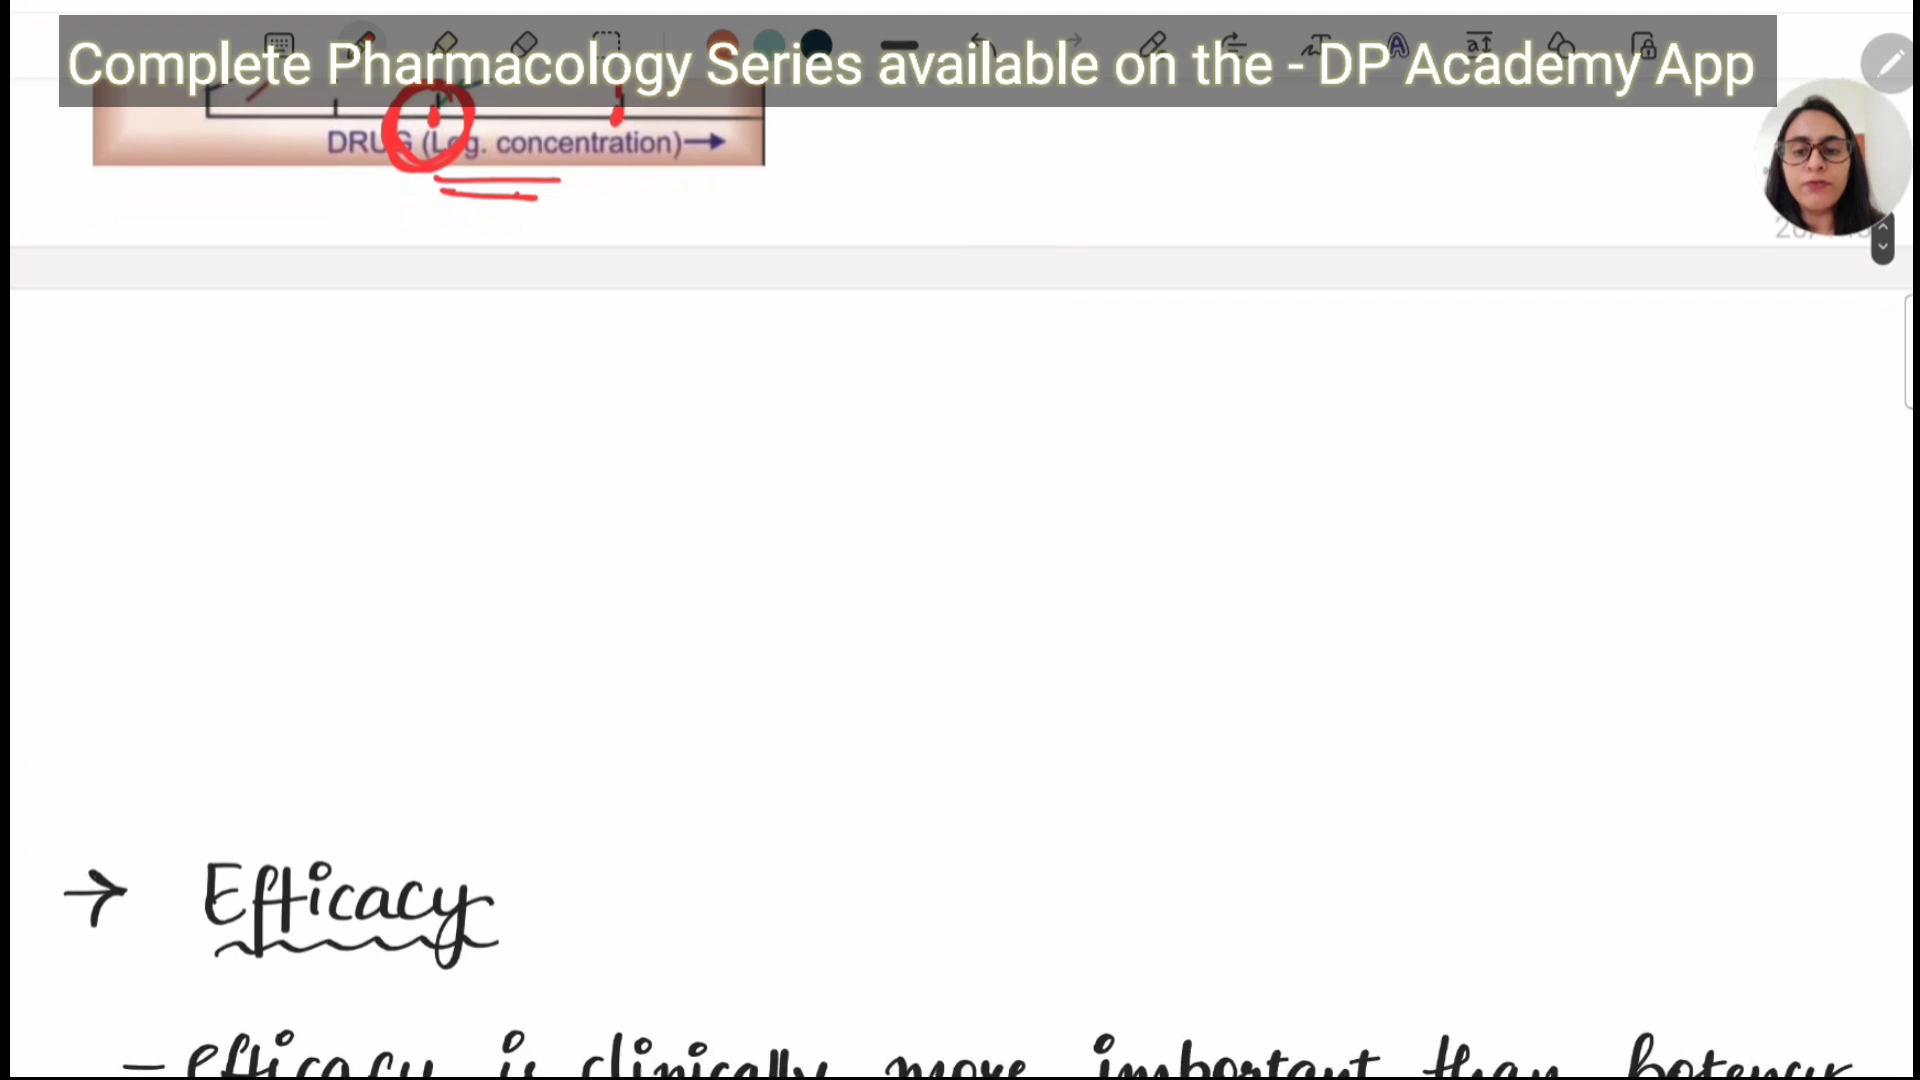 Complete Pharmacology Series available on the - DP Academy App
DRUG (Log. concentration)→
→ Efficacy
- efficacy is clinically more important than potency